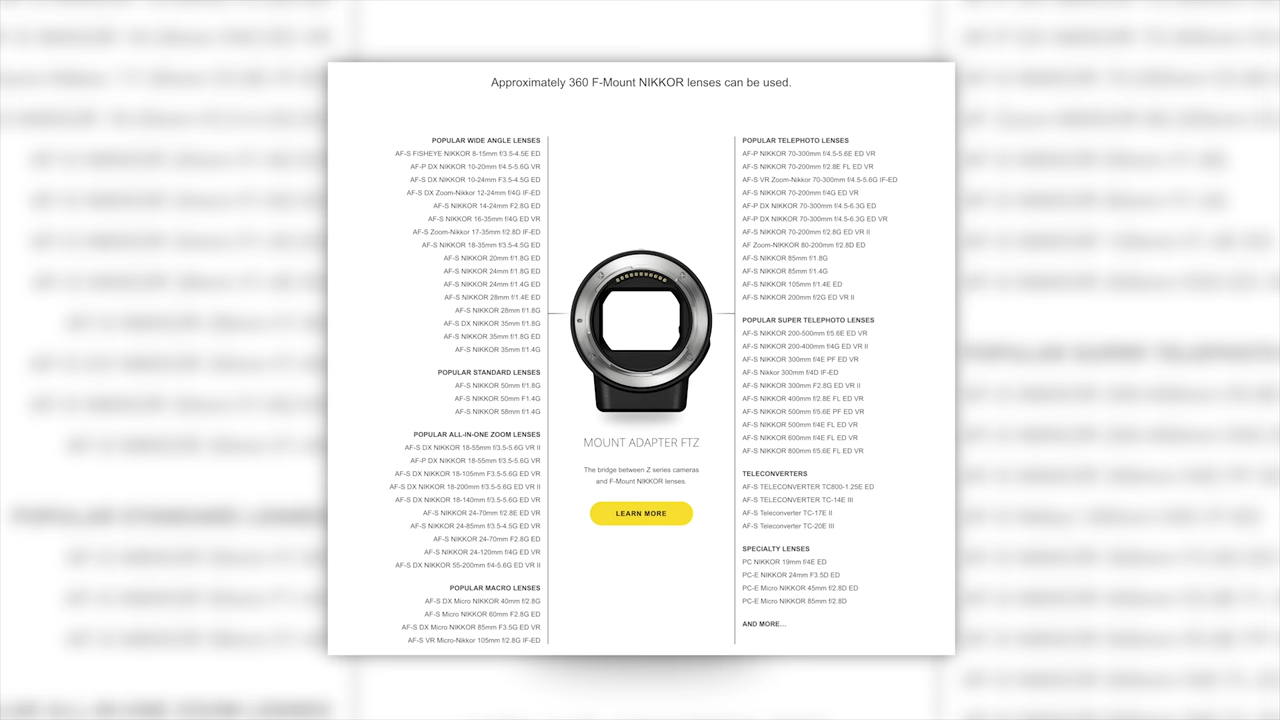 Approximately 360 F-Mount NIKKOR lenses can be used.
POPULAR WIDE ANGLE LENSES
AF-S FISHEYE NIKKOR 8-15mm f/3.5-4.5E ED
AF-P DX NIKKOR 10-20mm f/4.5-5.6G VR
AF-S DX NIKKOR 10-24mm F3.5-4.5G ED
AF-S DX Zoom-Nikkor 12-24mm f/4G IF-ED
AF-S NIKKOR 14-24mm F2.8G ED
AF-S NIKKOR 16-35mm f/4G ED VR
AF-S Zoom-Nikkor 17-35mm f/2.8D IF-ED
AF-S NIKKOR 18-35mm f/3.5-4.5G ED
AF-S NIKKOR 20mm f/1.8G ED
AF-S NIKKOR 24mm f/1.8G ED
AF-S NIKKOR 24mm f/1.4G ED
AF-S NIKKOR 28mm f/1.4E ED
AF-S NIKKOR 28mm f/1.8G
AF-S DX NIKKOR 35mm f/1.8G
AF-S NIKKOR 35mm f/1.8G ED
AF-S NIKKOR 35mm f/1.4G
POPULAR STANDARD LENSES
AF-S NIKKOR 50mm f/1.8G
AF-S NIKKOR 50mm F1.4G
AF-S NIKKOR 58mm f/1.4G
POPULAR ALL-IN-ONE ZOOM LENSES
AF-S DX NIKKOR 18-55mm f/3.5-5.6G VR II
AF-P DX NIKKOR 18-55mm f/3.5-5.6G VR
AF-S DX NIKKOR 18-105mm F3.5-5.6G ED VR
AF-S DX NIKKOR 18-200mm f/3.5-5.6G ED VR II
AF-S DX NIKKOR 18-140mm f/3.5-5.6G ED VR
AF-S NIKKOR 24-70mm f/2.8E ED VR
AF-S NIKKOR 24-85mm f/3.5-4.5G ED VR
AF-S NIKKOR 24-70mm F2.8G ED
AF-S NIKKOR 24-120mm f/4G ED VR
AF-S DX NIKKOR 55-200mm f/4-5.6G ED VR II
POPULAR MACRO LENSES
AF-S DX Micro NIKKOR 40mm f/2.8G
AF-S Micro NIKKOR 60mm F2.8G ED
AF-S DX Micro NIKKOR 85mm F3.5G ED VR
AF-S VR Micro-Nikkor 105mm f/2.8G IF-ED
MOUNT ADAPTER FTZ
The bridge between Z series cameras
and F-Mount NIKKOR lenses.
LEARN MORE
POPULAR TELEPHOTO LENSES
AF-P NIKKOR 70-300mm f/4.5-5.6E ED VR
AF-S NIKKOR 70-200mm f/2.8E FL ED VR
AF-S VR Zoom-Nikkor 70-300mm f/4.5-5.6G IF-ED
AF-S NIKKOR 70-200mm f/4G ED VR
AF-P DX NIKKOR 70-300mm f/4.5-6.3G ED
AF-P DX NIKKOR 70-300mm f/4.5-6.3G ED VR
AF-S NIKKOR 70-200mm f/2.8G ED VR II
AF Zoom-NIKKOR 80-200mm f/2.8D ED
AF-S NIKKOR 85mm f/1.8G
AF-S NIKKOR 85mm f/1.4G
AF-S NIKKOR 105mm f/1.4E ED
AF-S NIKKOR 200mm f/2G ED VR II
POPULAR SUPER TELEPHOTO LENSES
AF-S NIKKOR 200-500mm f/5.6E ED VR
AF-S NIKKOR 200-400mm f/4G ED VR II
AF-S NIKKOR 300mm f/4E PF ED VR
AF-S Nikkor 300mm f/4D IF-ED
AF-S NIKKOR 300mm F2.8G ED VR II
AF-S NIKKOR 400mm f/2.8E FL ED VR
AF-S NIKKOR 500mm f/5.6E PF ED VR
AF-S NIKKOR 500mm f/4E FL ED VR
AF-S NIKKOR 600mm f/4E FL ED VR
AF-S NIKKOR 800mm f/5.6E FL ED VR
TELECONVERTERS
AF-S TELECONVERTER TC800-1.25E ED
AF-S TELECONVERTER TC-14E III
AF-S Teleconverter TC-17E II
AF-S Teleconverter TC-20E III
SPECIALTY LENSES
PC NIKKOR 19mm f/4E ED
PC-E NIKKOR 24mm F3.5D ED
PC-E Micro NIKKOR 45mm f/2.8D ED
PC-E Micro NIKKOR 85mm f/2.8D
AND MORE...